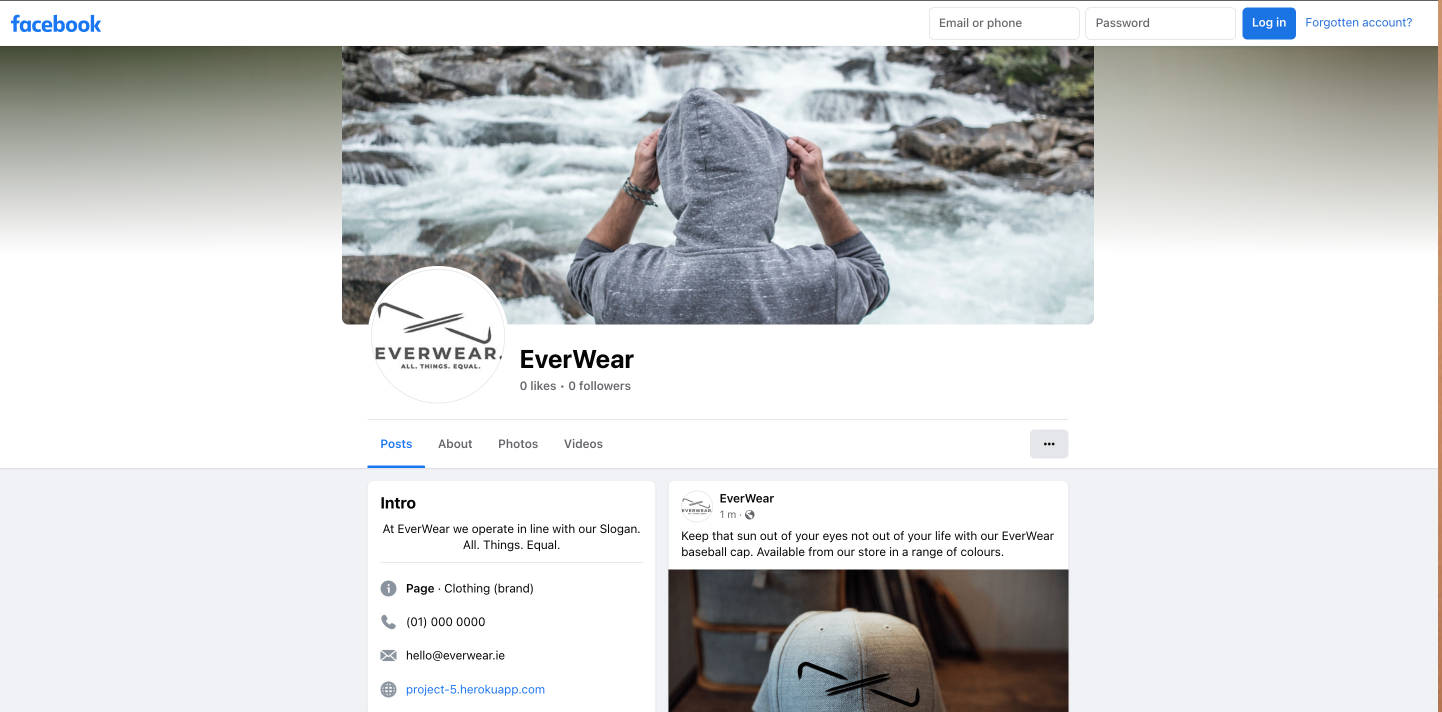 facebook
Email or phone
Password
Log in
Forgotten account?
EVERWEAR.
ALL. THINGS. EQUAL.
EverWear
0 likes • 0 followers
Posts
About
Photos
Videos
Intro
At EverWear we operate in line with our Slogan.
All. Things. Equal.
Page · Clothing (brand)
(01) 000 0000
hello@everwear.ie
project-5.herokuapp.com
EVERWEAR.
EverWear
1 m ·
Keep that sun out of your eyes not out of your life with our EverWear
baseball cap. Available from our store in a range of colours.